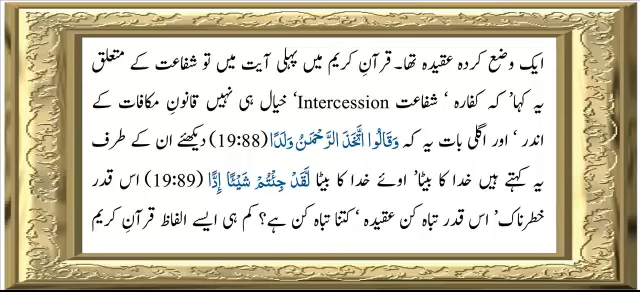 ایک وضع کردہ عقیدہ تھا۔ قرآنِ کریم میں پہلی آیت میں تو شفاعت کے متعلق
یہ کہا’ کہ کفارہ ‘ شفاعت Intercession‘ خیال ہی نہیں قانونِ مکافات کے
اندر ‘ اور اگلی بات یہ کہ وَقَالُوا اتَّخَذَ الرَّحْمَٰنُ وَلَدًا (19:88) دیکھئے ان کے طرف
یہ کہتے ہیں خدا کا بیٹا’ اوئے خدا کا بیٹا لَقَدْ جِئْتُمْ شَيْئًا إِدًّا (19:89) اس قدر
خطرناک’ اس قدر تباہ کن عقیدہ ‘ کتنا تباہ کن ہے؟ کم ہی ایسے الفاظ قرآنِ کریم